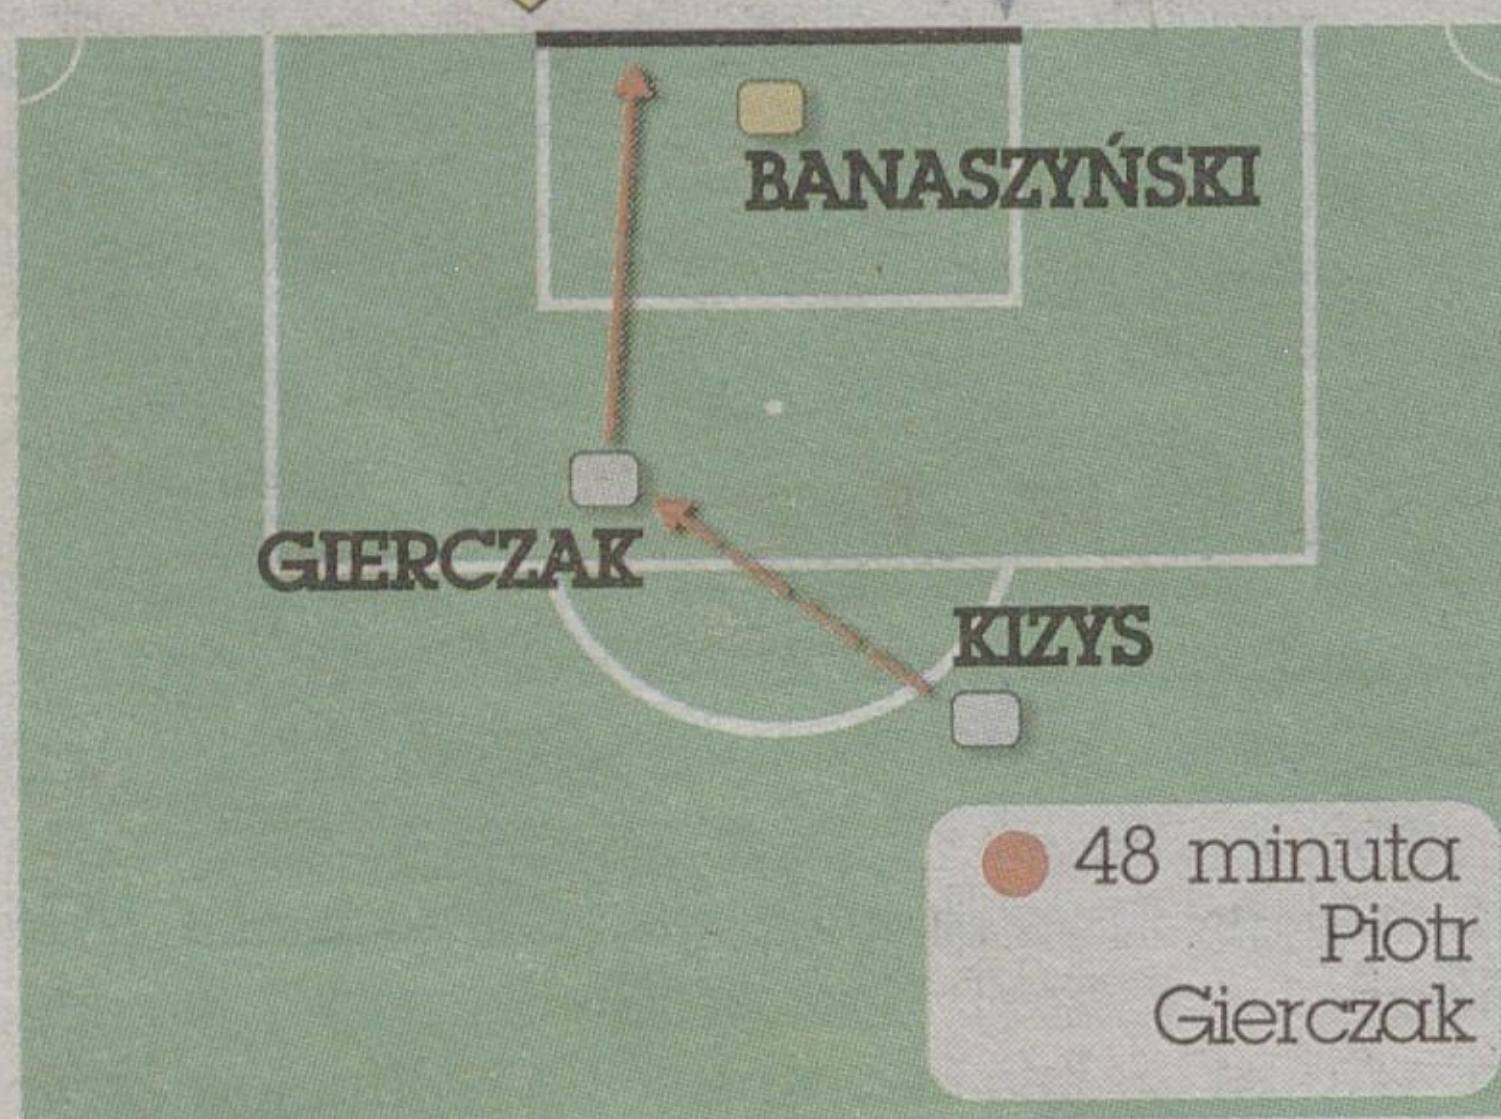 BANASZYŃSKI
GIERCZAK
KIZYS
48 minuta
Piotr
Gierczak